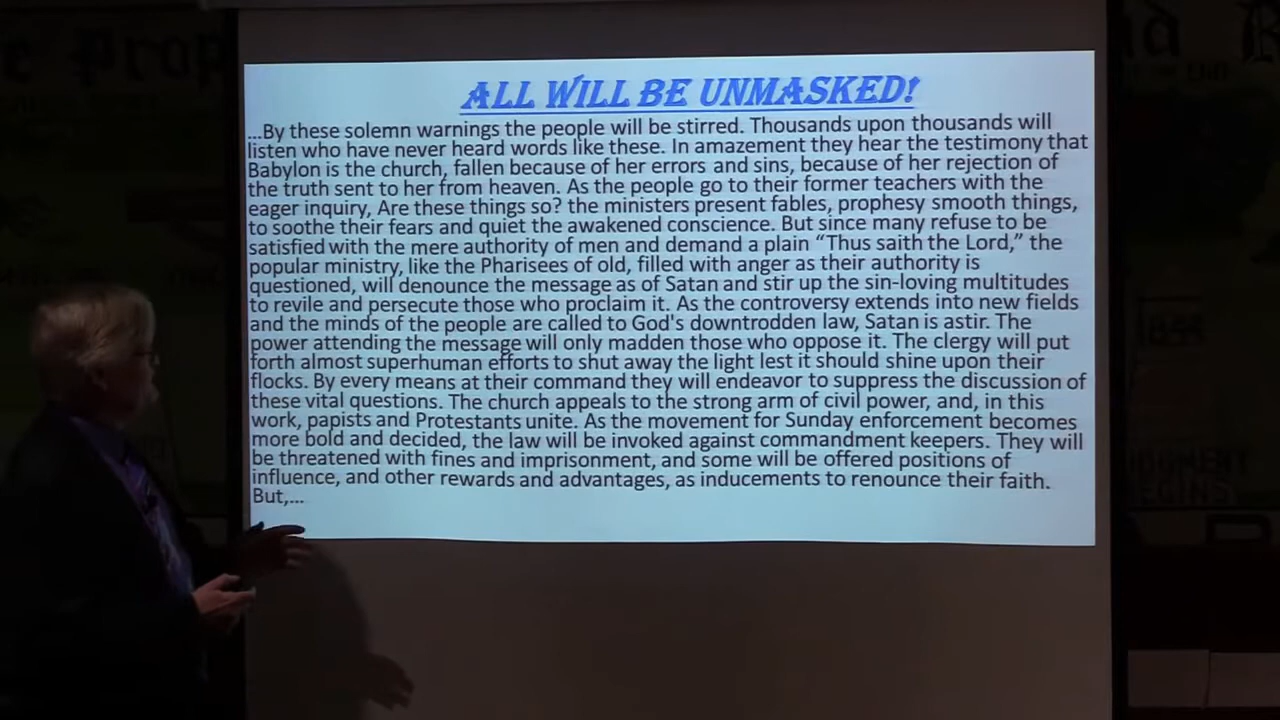 ALL WILL BE UNMASKED!
...By these solemn warnings the people will be stirred. Thousands upon thousands will
listen who have never heard words like these. In amazement they hear the testimony that
Babylon is the church, fallen because of her errors and sins, because of her rejection of
the truth sent to her from heaven. As the people go to their former teachers with the
eager inquiry, Are these things so? the ministers present fables, prophesy smooth things,
to soothe their fears and quiet the awakened conscience. But since many refuse to be
satisfied with the mere authority of men and demand a plain “Thus saith the Lord,” the
popular ministry, like the Pharisees of old, filled with anger as their authority is
questioned, will denounce the message as of Satan and stir up the sin-loving multitudes
to revile and persecute those who proclaim it. As the controversy extends into new fields
and the minds of the people are called to God's downtrodden law, Satan is astir. The
power attending the message will only madden those who oppose it. The clergy will put
forth almost superhuman efforts to shut away the light lest it should shine upon their
flocks. By every means at their command they will endeavor to suppress the discussion of
these vital questions. The church appeals to the strong arm of civil power, and, in this
work, papists and Protestants unite. As the movement for Sunday enforcement becomes
more bold and decided, the law will be invoked against commandment keepers. They will
be threatened with fines and imprisonment, and some will be offered positions of
influence, and other rewards and advantages, as inducements to renounce their faith.
But,...